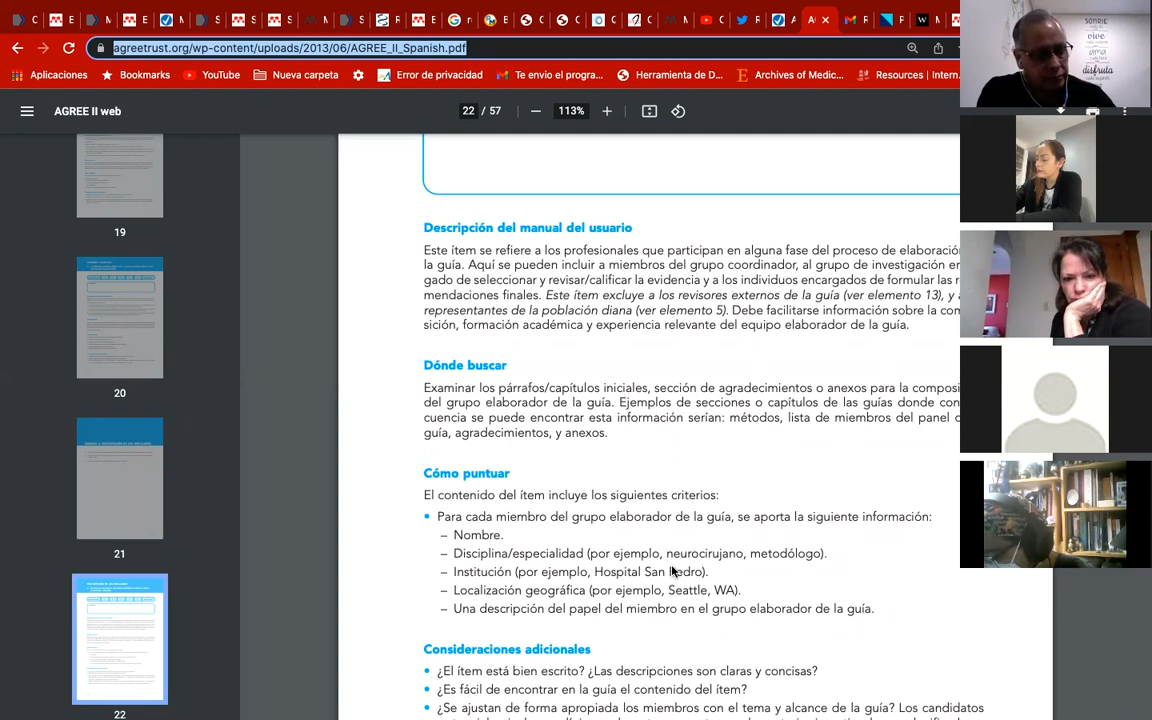 agreetrust.org/wp-content/uploads/2013/06/AGREE_II_Spanish.pdf
Aplicaciones Bookmarks YouTube Nueva carpeta Error de privacidad Te envio el progra... Herramienta de D... Archives of Medic... Resources | Intern...
AGREE II web 22 / 57 113%
SONRIE
vive
ama
disfruta
19
20
21
22
Descripción del manual del usuario
Este ítem se refiere a los profesionales que participan en alguna fase del proceso de elaboración
la guía. Aquí se pueden incluir a miembros del grupo coordinador, al grupo de investigación en
gado de seleccionar y revisar/calificar la evidencia y a los individuos encargados de formular las r
mendaciones finales. Este ítem excluye a los revisores externos de la guía (ver elemento 13), y a
representantes de la población diana (ver elemento 5). Debe facilitarse información sobre la com
sición, formación académica y experiencia relevante del equipo elaborador de la guía.
Dónde buscar
Examinar los párrafos/capítulos iniciales, sección de agradecimientos o anexos para la composi
del grupo elaborador de la guía. Ejemplos de secciones o capítulos de las guías donde con
cuencia se puede encontrar esta información serían: métodos, lista de miembros del panel
guía, agradecimientos, y anexos.
Cómo puntuar
El contenido del ítem incluye los siguientes criterios:
• Para cada miembro del grupo elaborador de la guía, se aporta la siguiente información:
– Nombre.
– Disciplina/especialidad (por ejemplo, neurocirujano, metodólogo).
– Institución (por ejemplo, Hospital San Pedro).
– Localización geográfica (por ejemplo, Seattle, WA).
– Una descripción del papel del miembro en el grupo elaborador de la guía.
Consideraciones adicionales
• ¿El ítem está bien escrito? ¿Las descripciones son claras y concisas?
• ¿Es fácil de encontrar en la guía el contenido del ítem?
• ¿Se ajustan de forma apropiada los miembros con el tema y alcance de la guía? Los candidatos